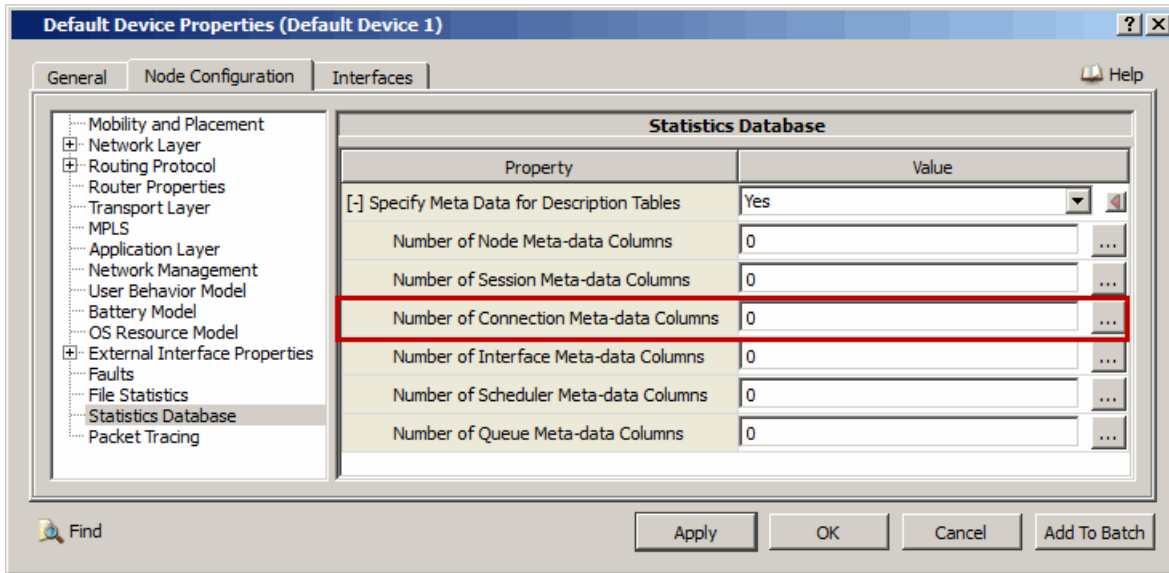 Default Device Properties (Default Device 1)
? X
General Node Configuration Interfaces Help
Mobility and Placement
Network Layer
Routing Protocol
Router Properties
Transport Layer
MPLS
Application Layer
Network Management
User Behavior Model
Battery Model
OS Resource Model
External Interface Properties
Faults
File Statistics
Statistics Database
Packet Tracing
Statistics Database
Property Value
[-] Specify Meta Data for Description Tables Yes
Number of Node Meta-data Columns 0 ...
Number of Session Meta-data Columns 0 ...
Number of Connection Meta-data Columns 0 ...
Number of Interface Meta-data Columns 0 ...
Number of Scheduler Meta-data Columns 0 ...
Number of Queue Meta-data Columns 0 ...
Find Apply OK Cancel Add To Batch